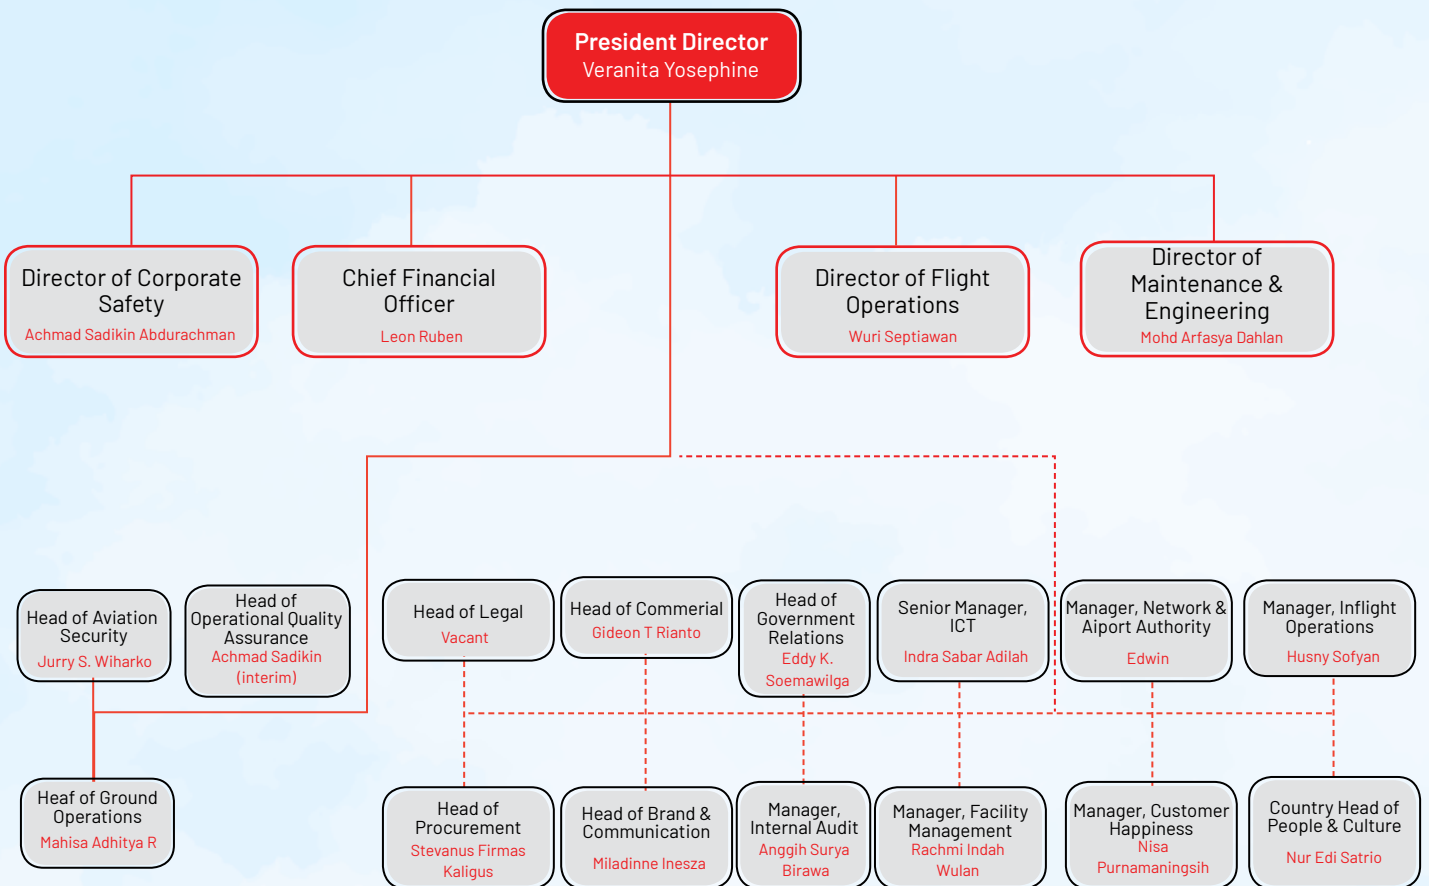 President Director
Veranita Yosephine
Director of Corporate
Safety
Achmad Sadikin Abdurachman
Chief Financial
Officer
Leon Ruben
Director of Flight
Operations
Wuri Septiawan
Director of
Maintenance &
Engineering
Mohd Arfasya Dahlan
Head of Aviation
Security
Jurry S. Wiharko
Head of
Operational Quality
Assurance
Achmad Sadikin
(interim)
Head of Legal
Vacant
Head of Commerial
Gideon T Rianto
Head of
Government
Relations
Eddy K.
Soemawilga
Senior Manager,
ICT
Indra Sabar Adilah
Manager, Network &
Aiport Authority
Edwin
Manager, Inflight
Operations
Husny Sofyan
Heaf of Ground
Operations
Mahisa Adhitya R
Head of
Procurement
Stevanus Firmas
Kaligus
Head of Brand &
Communication
Miladinne Inesza
Manager,
Internal Audit
Anggih Surya
Birawa
Manager, Facility
Management
Rachmi Indah
Wulan
Manager, Customer
Happiness
Nisa
Purnamaningsih
Country Head of
People & Culture
Nur Edi Satrio